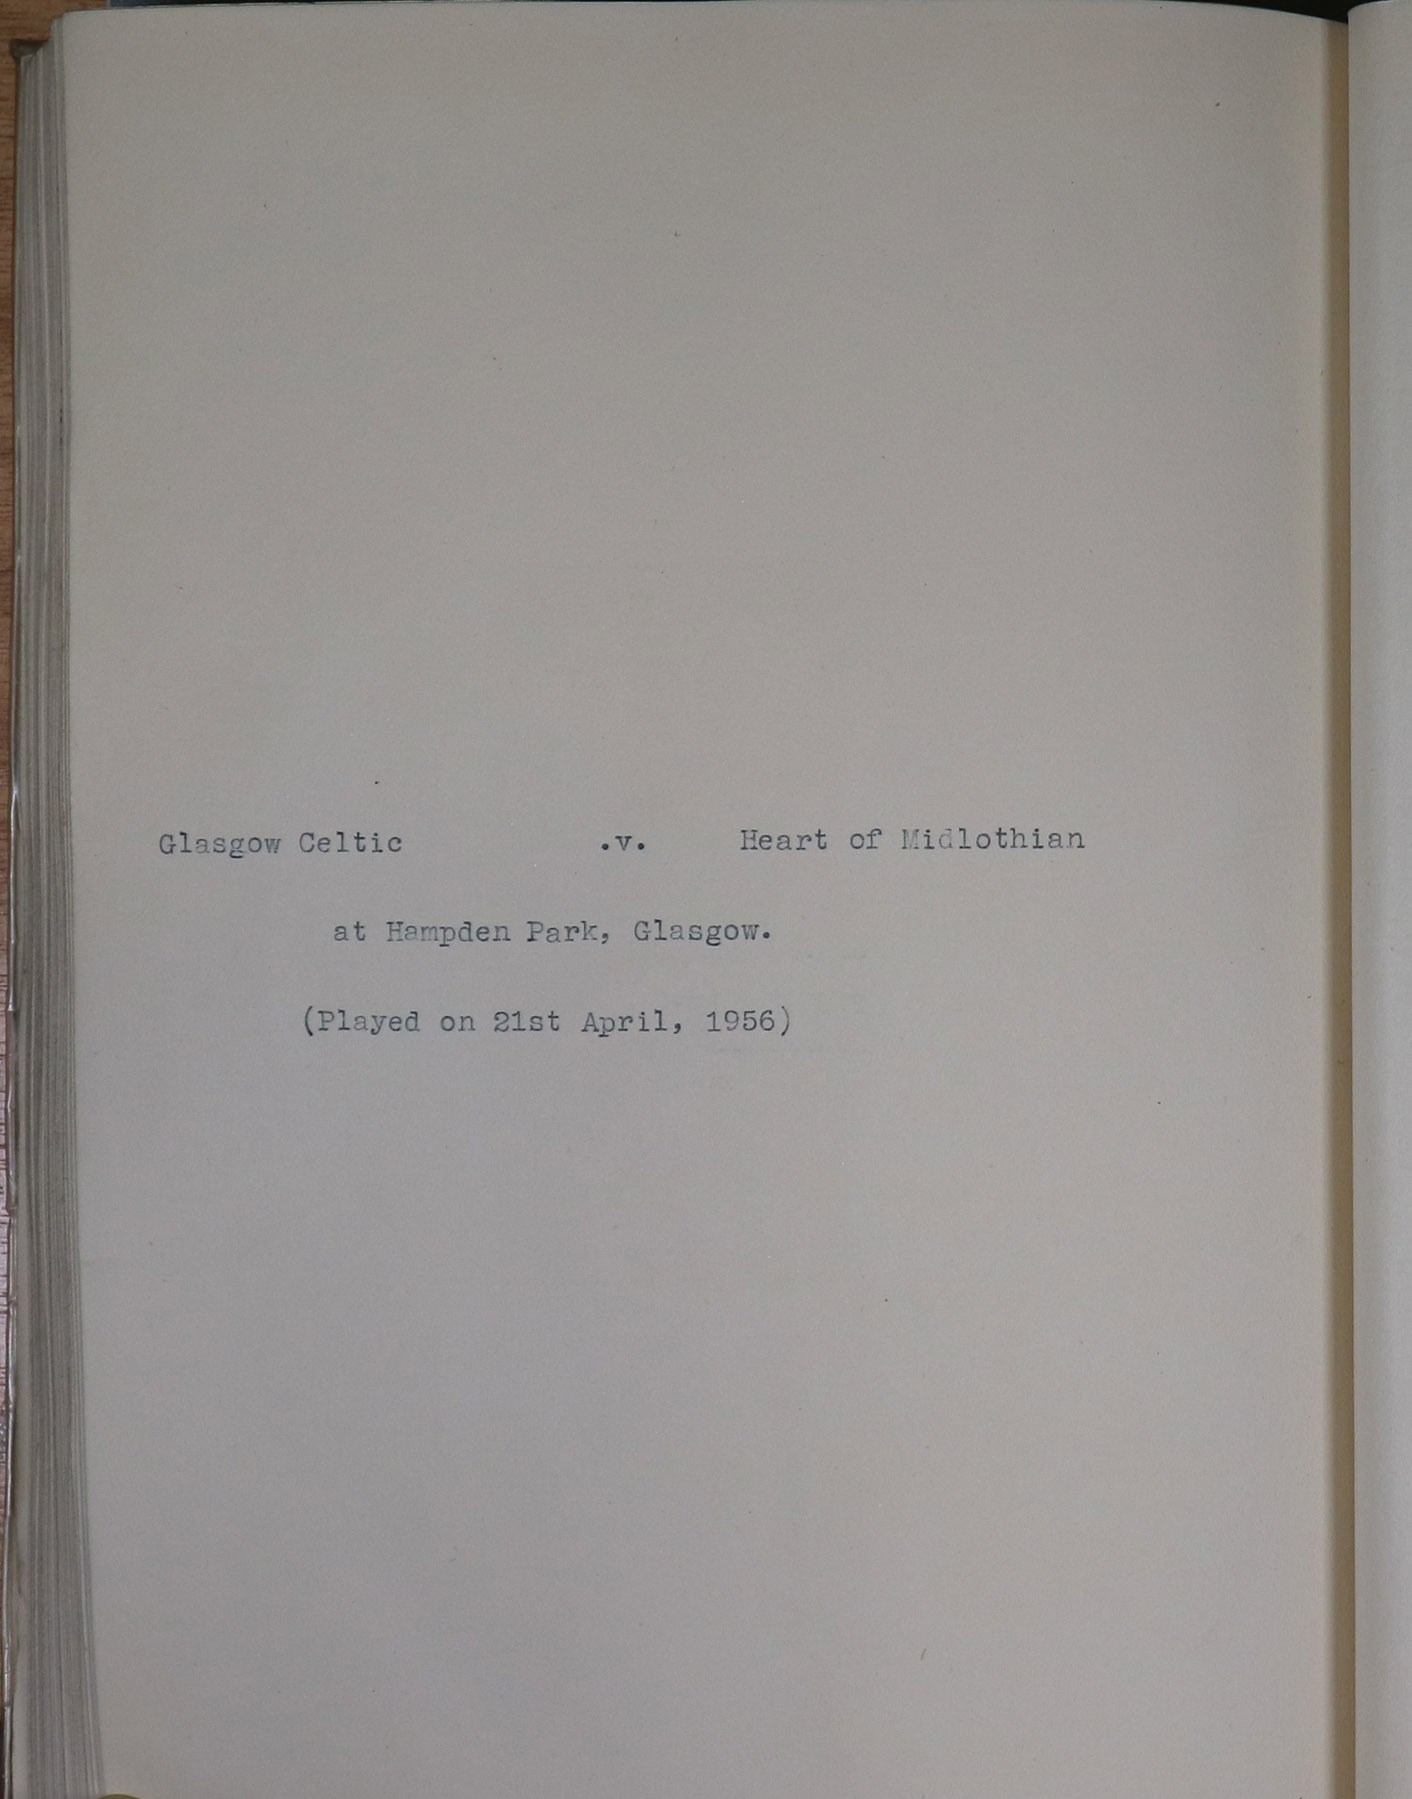 Glasgow Celtic .v. Heart of Midlothian
at Hampden Park, Glasgow.
(Played on 21st April, 1956)